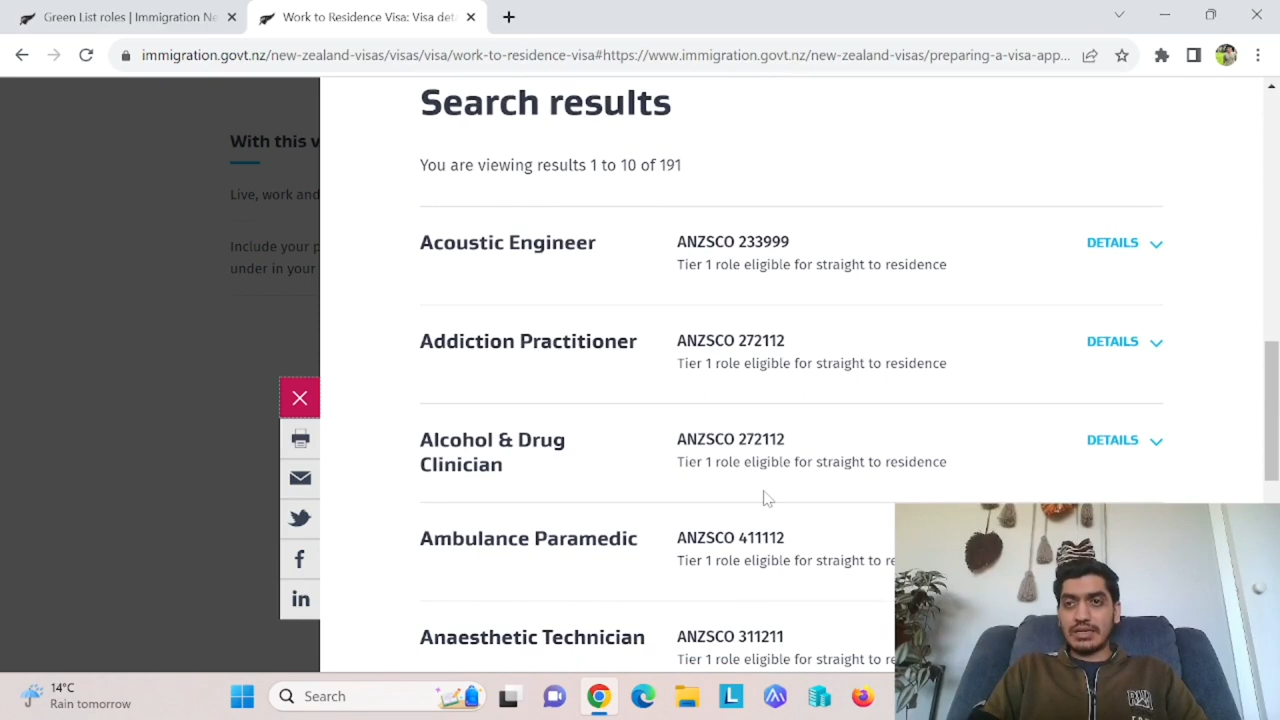 Green List roles | Immigration Ne
Work to Residence Visa: Visa det
immigration.govt.nz/new-zealand-visas/visas/visa/work-to-residence-visa#https://www.immigration.govt.nz/new-zealand-visas/preparing-a-visa-app...
With this v
Live, work and
Include your p
under in your
Search results
You are viewing results 1 to 10 of 191
Acoustic Engineer
ANZSCO 233999
Tier 1 role eligible for straight to residence
DETAILS
Addiction Practitioner
ANZSCO 272112
Tier 1 role eligible for straight to residence
DETAILS
Alcohol & Drug
Clinician
ANZSCO 272112
Tier 1 role eligible for straight to residence
DETAILS
Ambulance Paramedic
ANZSCO 411112
Tier 1 role eligible for straight to re
Anaesthetic Technician
ANZSCO 311211
Tier 1 role eligible for straight to re
in
14°C
Rain tomorrow
Search
L